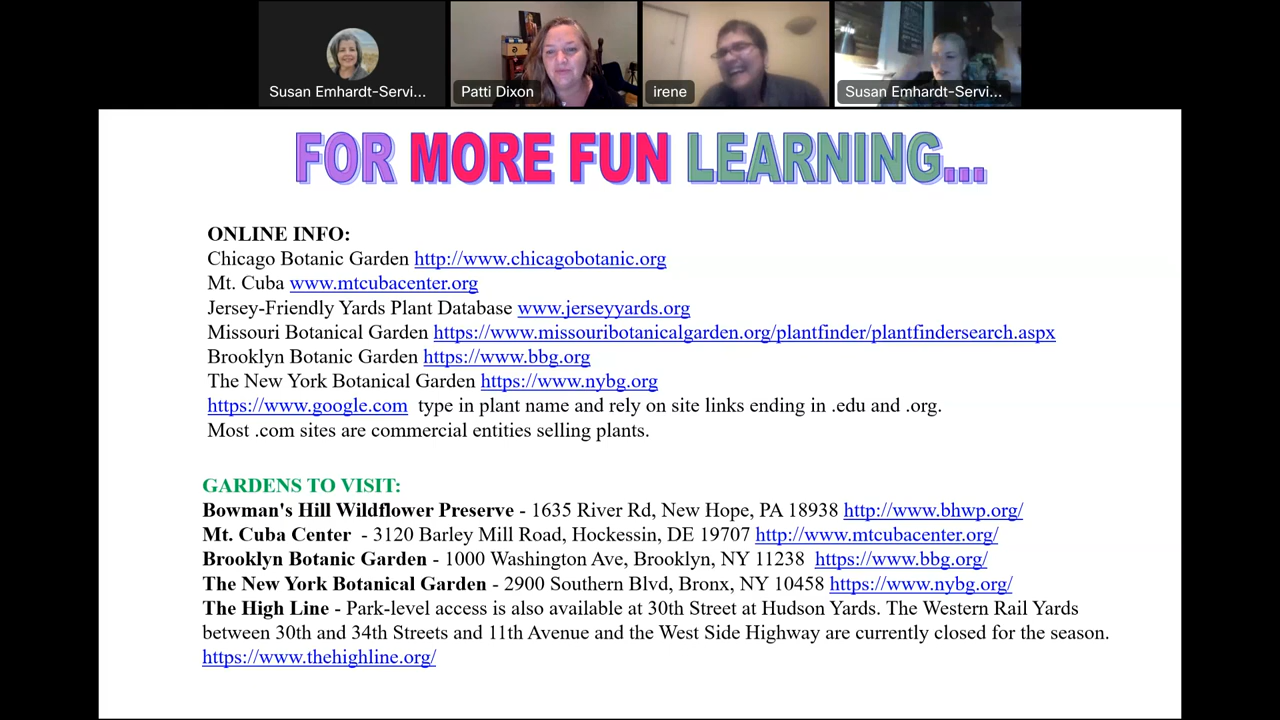 Susan Emhardt-Servi...
Patti Dixon
irene
Susan Emhardt-Servi...
FOR MORE FUN LEARNING...
ONLINE INFO:
Chicago Botanic Garden http://www.chicagobotanic.org
Mt. Cuba www.mtcubacenter.org
Jersey-Friendly Yards Plant Database www.jerseyyards.org
Missouri Botanical Garden https://www.missouribotanicalgarden.org/plantfinder/plantfindersearch.aspx
Brooklyn Botanic Garden https://www.bbg.org
The New York Botanical Garden https://www.nybg.org
https://www.google.com type in plant name and rely on site links ending in .edu and .org.
Most .com sites are commercial entities selling plants.
GARDENS TO VISIT:
Bowman's Hill Wildflower Preserve - 1635 River Rd, New Hope, PA 18938 http://www.bhwp.org/
Mt. Cuba Center - 3120 Barley Mill Road, Hockessin, DE 19707 http://www.mtcubacenter.org/
Brooklyn Botanic Garden - 1000 Washington Ave, Brooklyn, NY 11238 https://www.bbg.org/
The New York Botanical Garden - 2900 Southern Blvd, Bronx, NY 10458 https://www.nybg.org/
The High Line - Park-level access is also available at 30th Street at Hudson Yards. The Western Rail Yards
between 30th and 34th Streets and 11th Avenue and the West Side Highway are currently closed for the season.
https://www.thehighline.org/